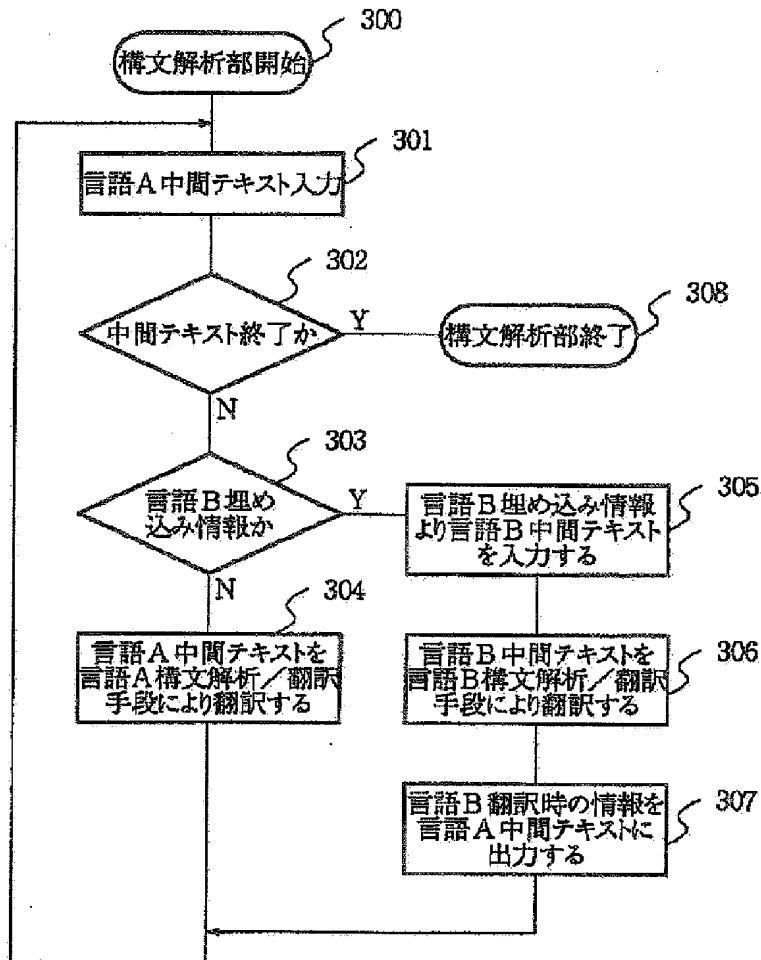 300
構文解析部開始
301
言語A中間テキスト入力
302
中間テキスト終了か
Y
308
構文解析部終了
N
303
言語B埋め
込み情報か
Y
305
言語B埋め込み情報
より言語B中間テキスト
を入力する
N
304
言語A中間テキストを
言語A構文解析/翻訳
手段により翻訳する
306
言語B中間テキストを
言語B構文解析/翻訳
手段により翻訳する
307
言語B翻訳時の情報を
言語A中間テキストに
出力する